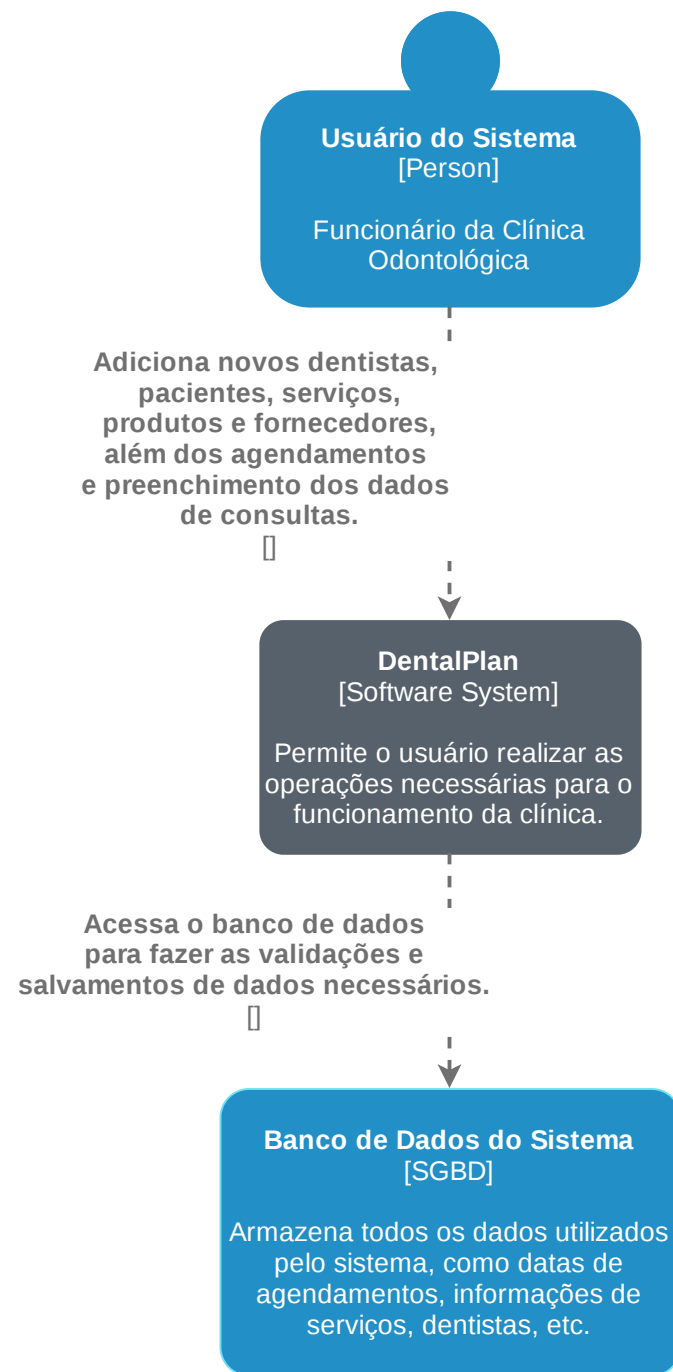 Usuário do Sistema
[Person]
Funcionário da Clínica
Odontológica
Adiciona novos dentistas,
pacientes, serviços,
produtos e fornecedores,
além dos agendamentos
e preenchimento dos dados
de consultas.
[]
DentalPlan
[Software System]
Permite o usuário realizar as
operações necessárias para o
funcionamento da clínica.
Acessa o banco de dados
para fazer as validações e
salvamentos de dados necessários.
[]
Banco de Dados do Sistema
[SGBD]
Armazena todos os dados utilizados
pelo sistema, como datas de
agendamentos, informações de
serviços, dentistas, etc.